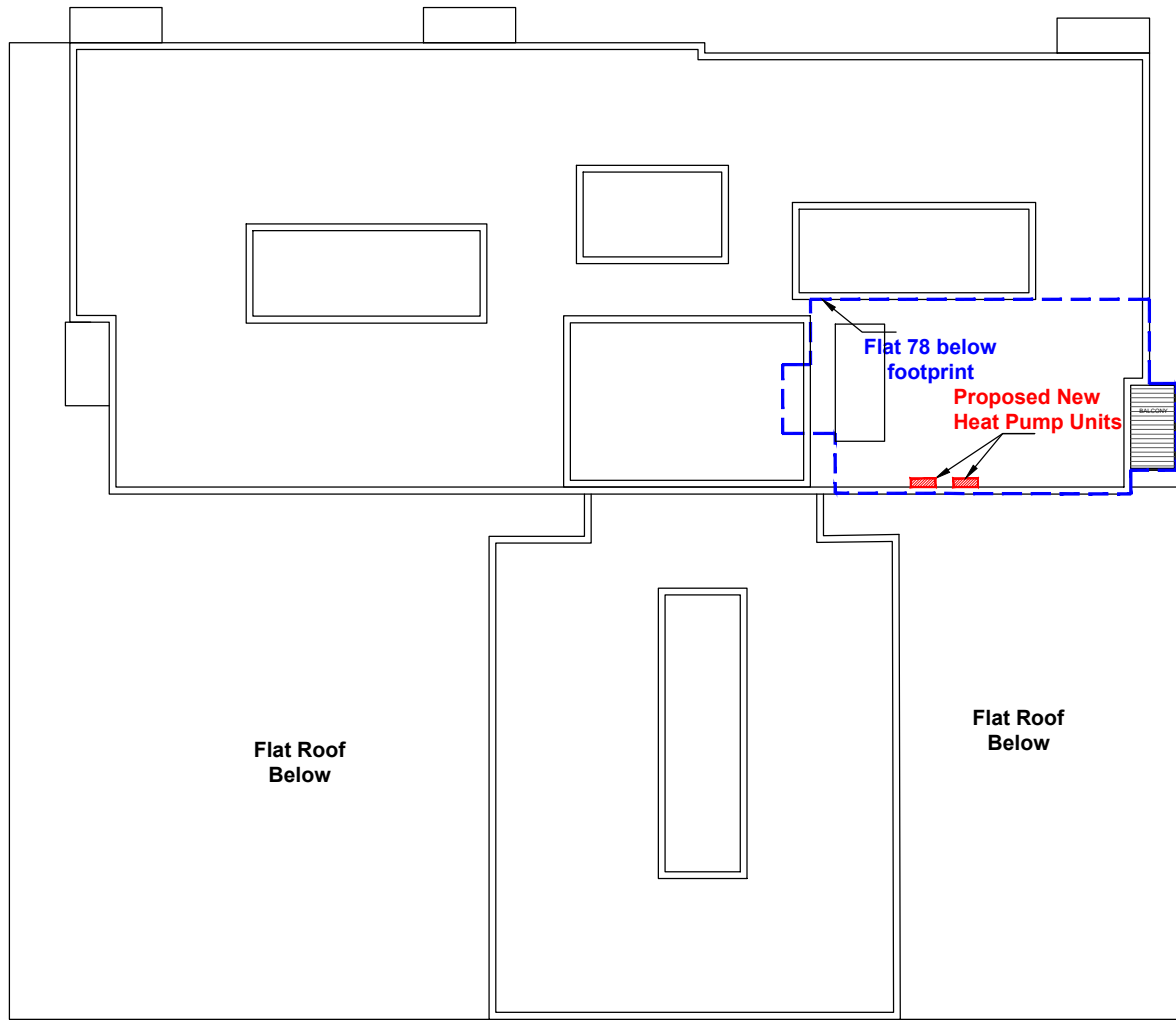 Flat 78 below
footprint
Proposed New
Heat Pump Units
BALCONY
Flat Roof
Below
Flat Roof
Below